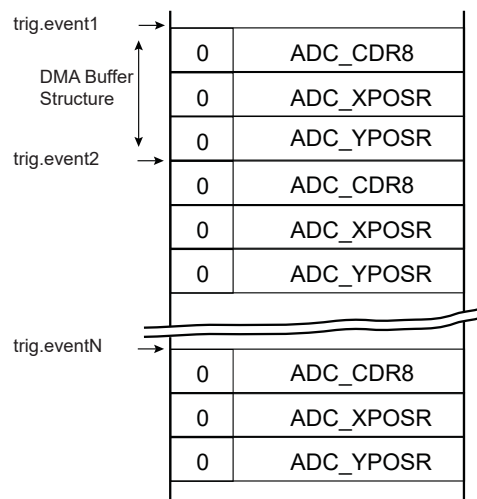 trig.event1
0 ADC_CDR8
DMA Buffer
Structure
0 ADC_XPOSR
0 ADC_YPOSR
trig.event2
0 ADC_CDR8
0 ADC_XPOSR
0 ADC_YPOSR
trig.eventN
0 ADC_CDR8
0 ADC_XPOSR
0 ADC_YPOSR